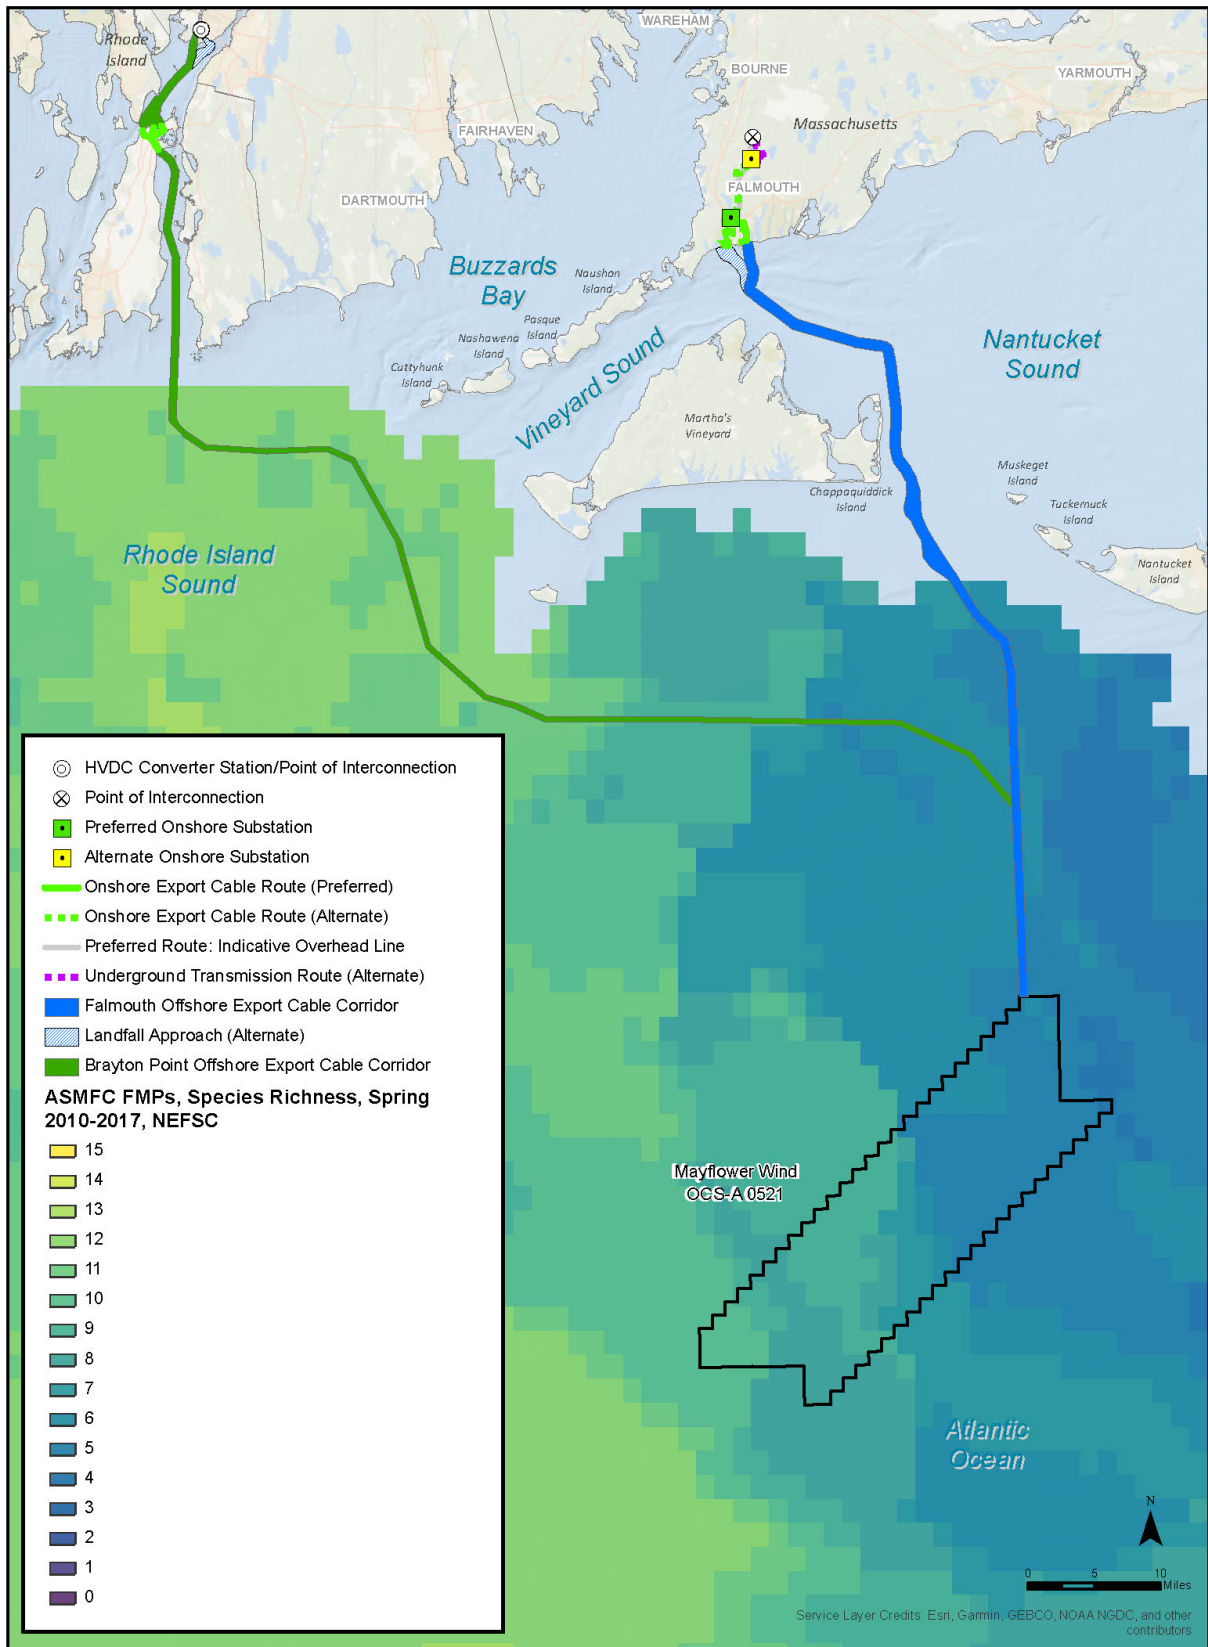 WAREHAM
Rhode
Island
BOURNE
YARMOUTH
Massachusetts
FAIRHAVEN
FALMOUTH
DARTMOUTH
Buzzards
Bay
Naushon
Island
Pasque
Island
Nashawena
Island
Cuttyhunk
Island
Vineyard Sound
Nantucket
Sound
Martha's
Vineyard
Chappaquiddick
Island
Muskeget
Island
Tuckernuck
Island
Nantucket
Island
Rhode Island
Sound
HVDC Converter Station/Point of Interconnection
Point of Interconnection
Preferred Onshore Substation
Alternate Onshore Substation
Onshore Export Cable Route (Preferred)
Onshore Export Cable Route (Alternate)
Preferred Route: Indicative Overhead Line
Underground Transmission Route (Alternate)
Falmouth Offshore Export Cable Corridor
Landfall Approach (Alternate)
Brayton Point Offshore Export Cable Corridor
ASMFC FMPs, Species Richness, Spring
2010-2017, NEFSC
15
14
13
12
11
10
9
8
7
6
5
4
3
2
1
0
Mayflower Wind
OCS-A 0521
Atlantic
Ocean
N
0 5 10
Miles
Service Layer Credits: Esri, Garmin, GEBCO, NOAA NGDC, and other
contributors